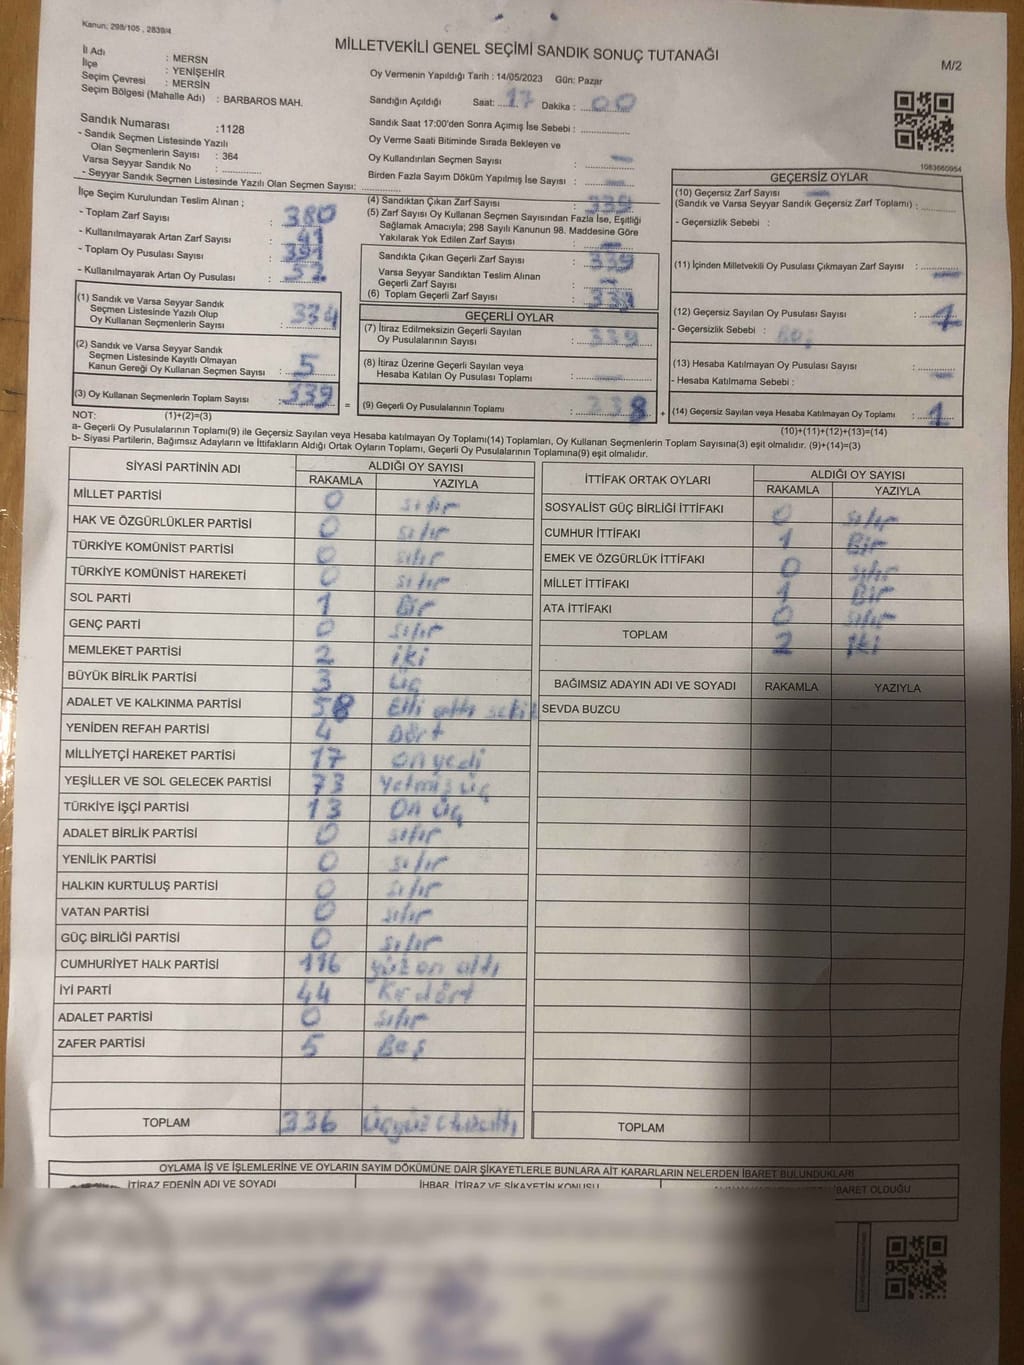 Kanun: 298/105, 2839/4
MİLLETVEKİLİ GENEL SEÇİMİ SANDIK SONUÇ TUTANAĞI
M/2
İl Adı : MERSN
İlçe : YENİŞEHİR
Seçim Çevresi : MERSİN
Seçim Bölgesi (Mahalle Adı) : BARBAROS MAH.
Sandık Numarası :1128
- Sandık Seçmen Listesinde Yazılı
Olan Seçmenlerin Sayısı : 364
Varsa Seyyar Sandık No :
- Seyyar Sandık Seçmen Listesinde Yazılı Olan Seçmen Sayısı:
Oy Vermenin Yapıldığı Tarih : 14/05/2023 Gün: Pazar
Sandığın Açıldığı Saat: 17 Dakika : 00
Sandık Saat 17:00'den Sonra Açımış İse Sebebi :
Oy Verme Saati Bitiminde Sırada Bekleyen ve
Oy Kullandırılan Seçmen Sayısı : —
Birden Fazla Sayım Döküm Yapılmış İse Sayısı : —
1083660954
İlçe Seçim Kurulundan Teslim Alınan ;
- Toplam Zarf Sayısı : 380
- Kullanılmayarak Artan Zarf Sayısı : 41
- Toplam Oy Pusulası Sayısı : 391
- Kullanılmayarak Artan Oy Pusulası : 52
(1) Sandık ve Varsa Seyyar Sandık
Seçmen Listesinde Yazılı Olup
Oy Kullanan Seçmenlerin Sayısı : 334
(2) Sandık ve Varsa Seyyar Sandık
Seçmen Listesinde Kayıtlı Olmayan
Kanun Gereği Oy Kullanan Seçmen Sayısı : 5
(3) Oy Kullanan Seçmenlerin Toplam Sayısı : 339
(4) Sandıktan Çıkan Zarf Sayısı : 339
(5) Zarf Sayısı Oy Kullanan Seçmen Sayısından Fazla İse, Eşitliği
Sağlamak Amacıyla; 298 Sayılı Kanunun 98. Maddesine Göre
Yakılarak Yok Edilen Zarf Sayısı : —
Sandıkta Çıkan Geçerli Zarf Sayısı : 339
Varsa Seyyar Sandıktan Teslim Alınan
Geçerli Zarf Sayısı : —
(6) Toplam Geçerli Zarf Sayısı : 339
GEÇERLİ OYLAR
(7) İtiraz Edilmeksizin Geçerli Sayılan
Oy Pusulalarının Sayısı : 339
(8) İtiraz Üzerine Geçerli Sayılan veya
Hesaba Katılan Oy Pusulası Toplamı : —
= (9) Geçerli Oy Pusulalarının Toplamı : 338
GEÇERSİZ OYLAR
(10) Geçersiz Zarf Sayısı —
(Sandık ve Varsa Seyyar Sandık Geçersiz Zarf Toplamı) :
- Geçersizlik Sebebi :
(11) İçinden Milletvekili Oy Pusulası Çıkmayan Zarf Sayısı : —
(12) Geçersiz Sayılan Oy Pusulası Sayısı : 1
- Geçersizlik Sebebi : Boş
(13) Hesaba Katılmayan Oy Pusulası Sayısı : —
- Hesaba Katılmama Sebebi :
+ (14) Geçersiz Sayılan veya Hesaba Katılmayan Oy Toplamı : 1
NOT: (1)+(2)=(3)
(10)+(11)+(12)+(13)=(14)
a- Geçerli Oy Pusulalarının Toplamı(9) ile Geçersiz Sayılan veya Hesaba katılmayan Oy Toplamı(14) Toplamları, Oy Kullanan Seçmenlerin Toplam Sayısına(3) eşit olmalıdır. (9)+(14)=(3)
b- Siyasi Partilerin, Bağımsız Adayların ve İttifakların Aldığı Ortak Oyların Toplamı, Geçerli Oy Pusulalarının Toplamına(9) eşit olmalıdır.
SİYASİ PARTİNİN ADI ALDIĞI OY SAYISI
RAKAMLA YAZIYLA
MİLLET PARTİSİ 0 sıfır
HAK VE ÖZGÜRLÜKLER PARTİSİ 0 sıfır
TÜRKİYE KOMÜNİST PARTİSİ 0 sıfır
TÜRKİYE KOMÜNİST HAREKETİ 0 sıfır
SOL PARTİ 1 Bir
GENÇ PARTİ 0 sıfır
MEMLEKET PARTİSİ 2 iki
BÜYÜK BİRLİK PARTİSİ 3 üç
ADALET VE KALKINMA PARTİSİ 58 Elli sekiz
YENİDEN REFAH PARTİSİ 4 Dört
MİLLİYETÇİ HAREKET PARTİSİ 17 on yedi
YEŞİLLER VE SOL GELECEK PARTİSİ 73 Yetmiş üç
TÜRKİYE İŞÇİ PARTİSİ 13 On üç
ADALET BİRLİK PARTİSİ 0 sıfır
YENİLİK PARTİSİ 0 sıfır
HALKIN KURTULUŞ PARTİSİ 0 sıfır
VATAN PARTİSİ 0 sıfır
GÜÇ BİRLİĞİ PARTİSİ 0 sıfır
CUMHURİYET HALK PARTİSİ 116 yüz on altı
İYİ PARTİ 44 Kırk dört
ADALET PARTİSİ 0 sıfır
ZAFER PARTİSİ 5 Beş
TOPLAM 336 Üçyüz otuzaltı
İTTİFAK ORTAK OYLARI ALDIĞI OY SAYISI
RAKAMLA YAZIYLA
SOSYALİST GÜÇ BİRLİĞİ İTTİFAKI 0 sıfır
CUMHUR İTTİFAKI 1 Bir
EMEK VE ÖZGÜRLÜK İTTİFAKI 0 sıfır
MİLLET İTTİFAKI 1 Bir
ATA İTTİFAKI 0 sıfır
TOPLAM 2 İki
BAĞIMSIZ ADAYIN ADI VE SOYADI RAKAMLA YAZIYLA
SEVDA BUZCU
TOPLAM
OYLAMA İŞ VE İŞLEMLERİNE VE OYLARIN SAYIM DÖKÜMÜNE DAİR ŞİKAYETLERLE BUNLARA AİT KARARLARIN NELERDEN İBARET BULUNDUKLARI
İTİRAZ EDENİN ADI VE SOYADI İHBAR, İTİRAZ VE ŞİKAYETİN KONUSU İBARET OLDUĞU